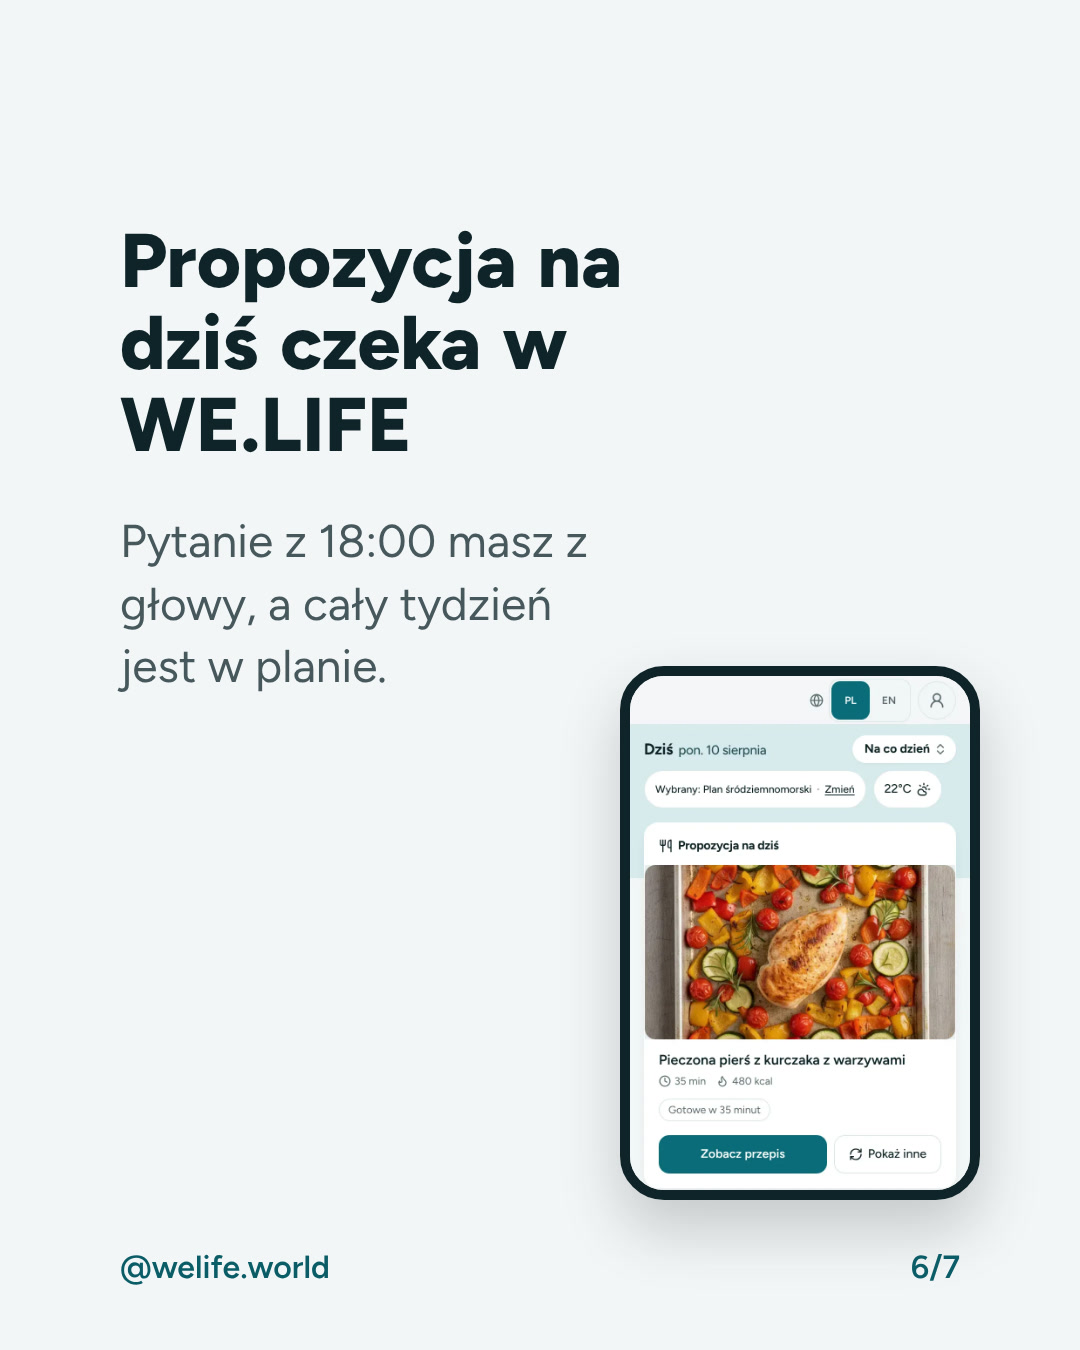 Propozycja na
dziś czeka w
WE.LIFE
Pytanie z 18:00 masz z
głowy, a cały tydzień
jest w planie.
PL EN
Dziś pon. 10 sierpnia Na co dzień
Wybrany: Plan śródziemnomorski · Zmień 22°C
Propozycja na dziś
Pieczona pierś z kurczaka z warzywami
35 min 480 kcal
Gotowe w 35 minut
Zobacz przepis Pokaż inne
@welife.world 6/7